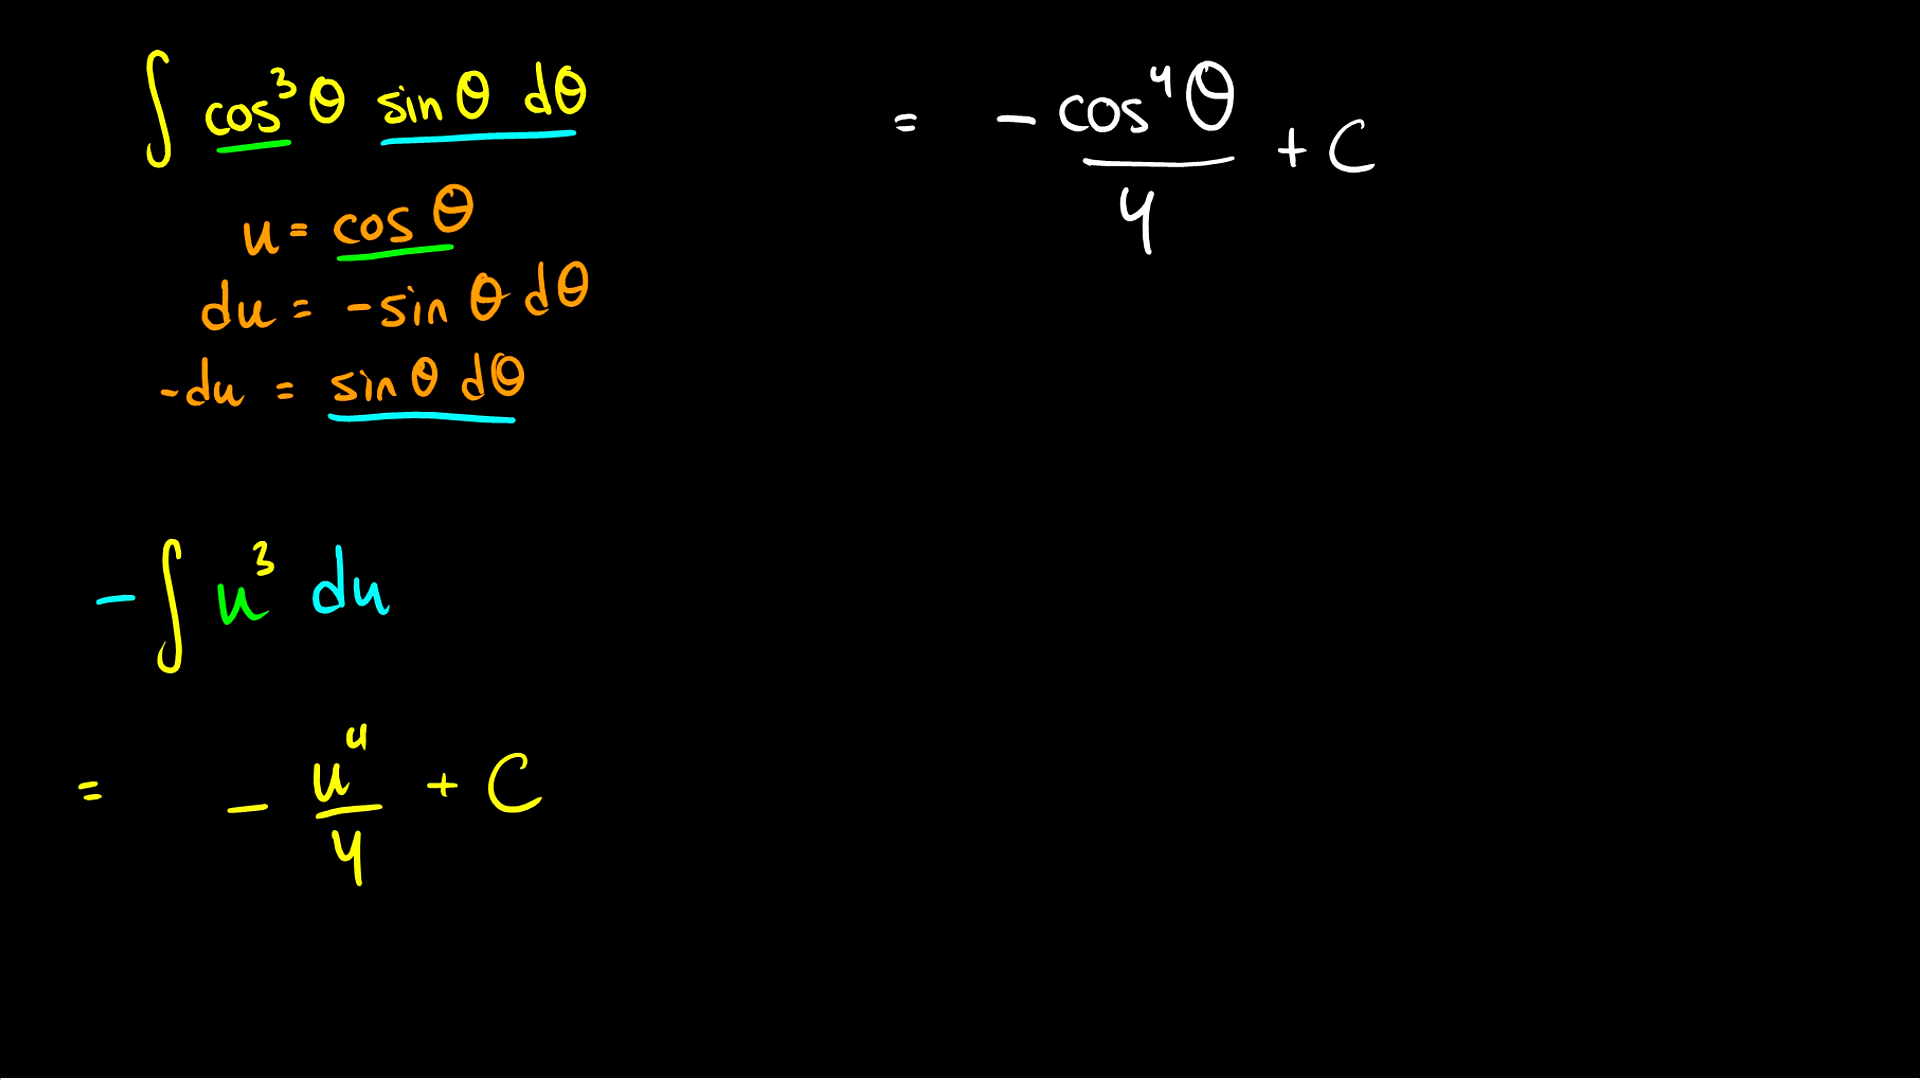 ∫ cos³θ sinθ dθ
u = cos θ
du = -sin θ dθ
-du = sin θ dθ
-∫ u³ du
= - u⁴/4 + C
= - cos⁴θ/4 + C